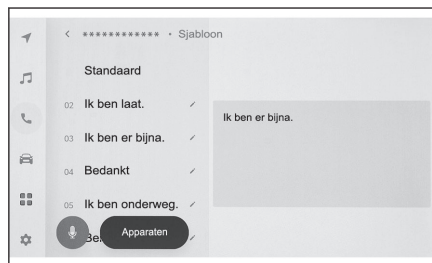 ************ • Sjabloon
Standaard
02 Ik ben laat.
03 Ik ben er bijna.
04 Bedankt
05 Ik ben onderweg.
Apparaten
Ik ben er bijna.